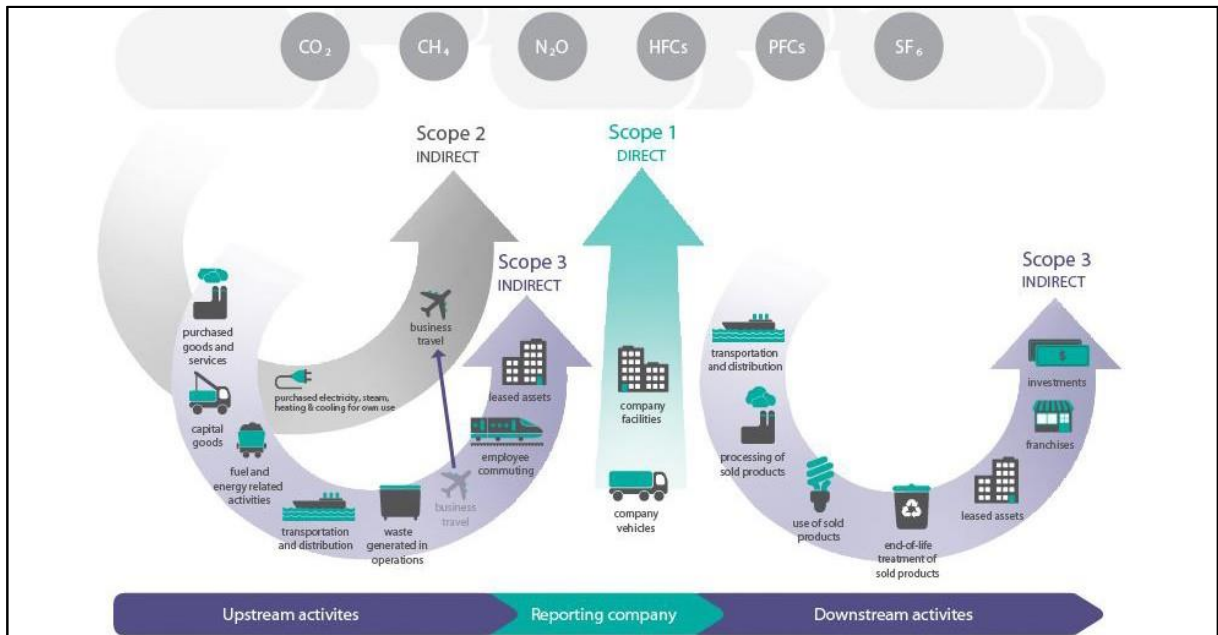 CO₂
CH₄
N₂O
HFCs
PFCs
SF₆
Scope 2
INDIRECT
Scope 1
DIRECT
Scope 3
INDIRECT
Scope 3
INDIRECT
purchased
goods and
services
business
travel
purchased electricity, steam,
heating & cooling for own use
capital
goods
fuel and
energy related
activities
transportation
and distribution
waste
generated in
operations
business
travel
employee
commuting
leased assets
company
facilities
company
vehicles
transportation
and distribution
processing of
sold products
use of sold
products
end-of-life
treatment of
sold products
leased assets
franchises
$
investments
Upstream activites
Reporting company
Downstream activites